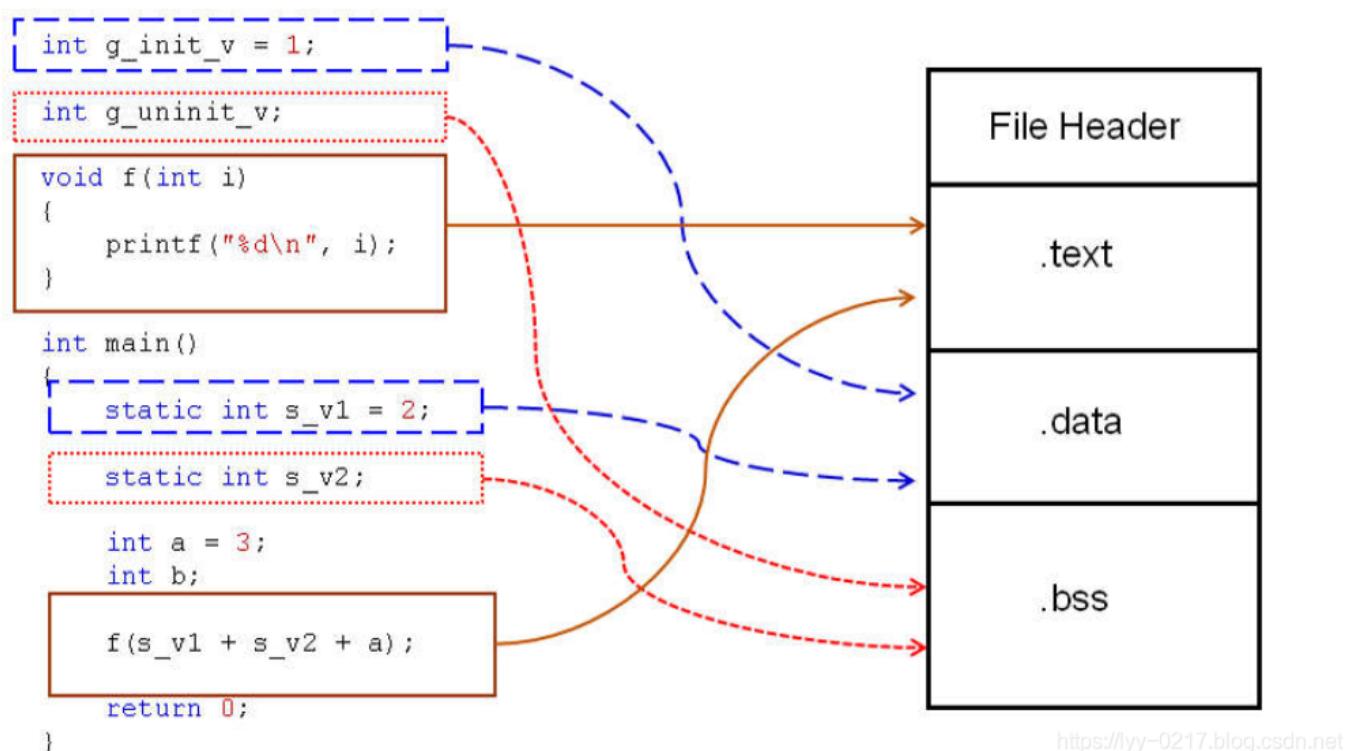 int g_init_v = 1;
int g_uninit_v;
void f(int i)
{
    printf("%d\n", i);
}
int main()
{
    static int s_v1 = 2;
    static int s_v2;
    int a = 3;
    int b;
    f(s_v1 + s_v2 + a);
    return 0;
}
File Header
.text
.data
.bss
https://lyy-0217.blog.csdn.net